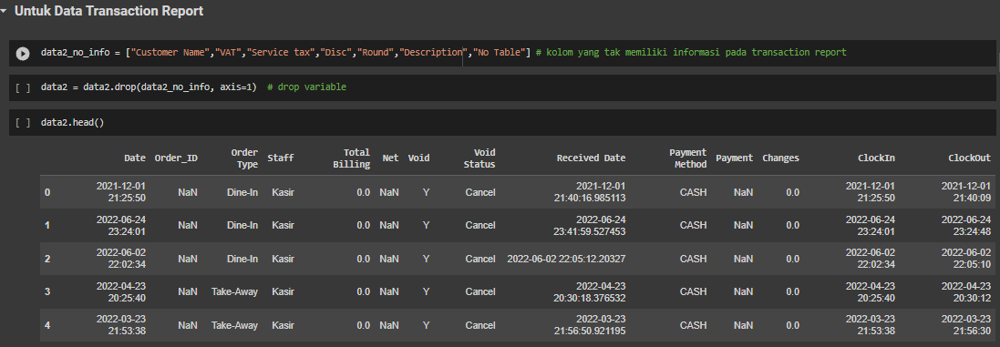 Untuk Data Transaction Report
data2_no_info = ["Customer Name","VAT","Service tax","Disc","Round","Description","No Table"] # kolom yang tak memiliki informasi pada transaction report
[ ] data2 = data2.drop(data2_no_info, axis=1) # drop variable
[ ] data2.head()
Date Order_ID Order Type Staff Total Billing Net Void Void Status Received Date Payment Method Payment Changes ClockIn ClockOut
0 2021-12-01 21:25:50 NaN Dine-In Kasir 0.0 NaN Y Cancel 2021-12-01 21:40:16.985113 CASH NaN 0.0 2021-12-01 21:25:50 2021-12-01 21:40:09
1 2022-06-24 23:24:01 NaN Dine-In Kasir 0.0 NaN Y Cancel 2022-06-24 23:41:59.527453 CASH NaN 0.0 2022-06-24 23:24:01 2022-06-24 23:24:48
2 2022-06-02 22:02:34 NaN Dine-In Kasir 0.0 NaN Y Cancel 2022-06-02 22:05:12.20327 CASH NaN 0.0 2022-06-02 22:02:34 2022-06-02 22:05:10
3 2022-04-23 20:25:40 NaN Take-Away Kasir 0.0 NaN Y Cancel 2022-04-23 20:30:18.376532 CASH NaN 0.0 2022-04-23 20:25:40 2022-04-23 20:30:12
4 2022-03-23 21:53:38 NaN Take-Away Kasir 0.0 NaN Y Cancel 2022-03-23 21:56:50.921195 CASH NaN 0.0 2022-03-23 21:53:38 2022-03-23 21:56:30